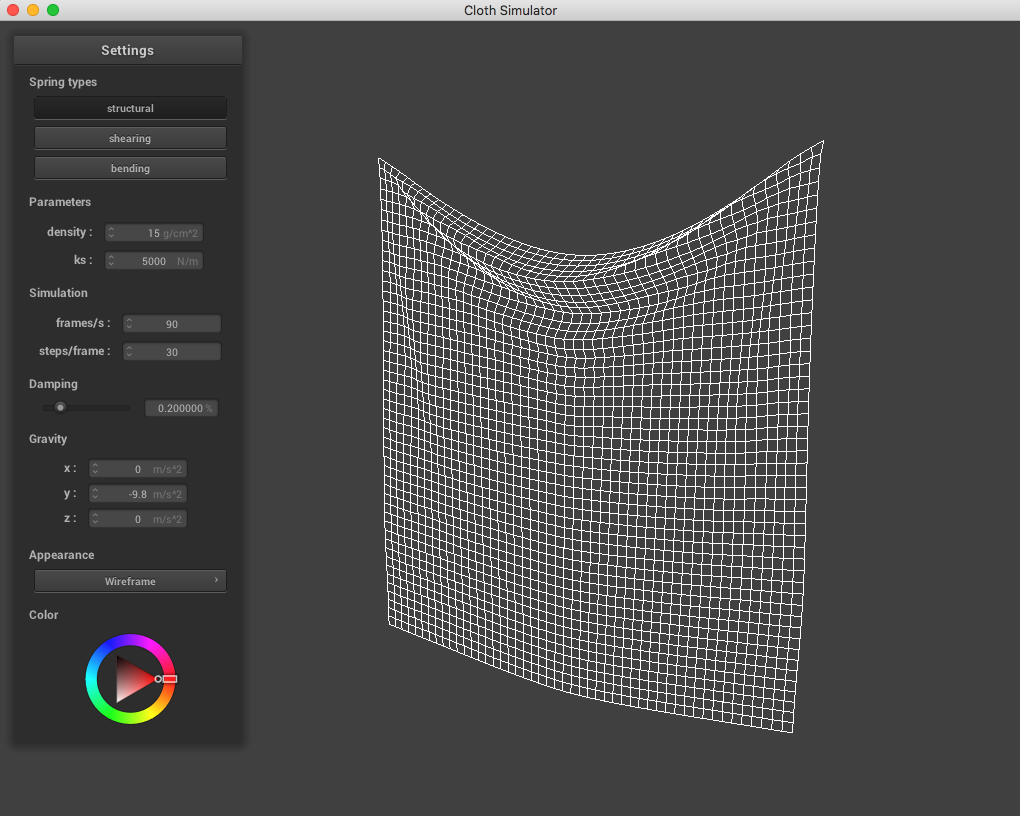 Cloth Simulator
Settings
Spring types
structural
shearing
bending
Parameters
density : 15 g/cm^2
ks : 5000 N/m
Simulation
frames/s : 90
steps/frame : 30
Damping
0.200000 %
Gravity
x : 0 m/s^2
y : -9.8 m/s^2
z : 0 m/s^2
Appearance
Wireframe
Color